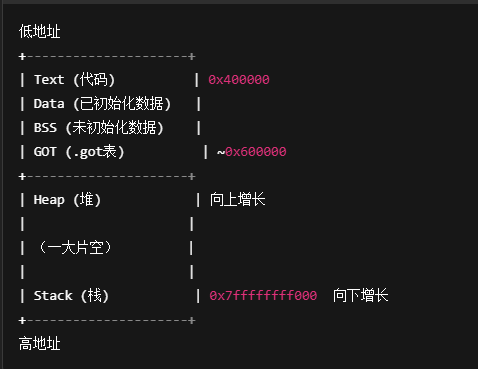 低地址
+--------------------+
| Text (代码)          | 0x400000
| Data (已初始化数据)   |
| BSS (未初始化数据)    |
| GOT (.got表)          | ~0x600000
+--------------------+
| Heap (堆)            | 向上增长
|                    |
| （一大片空）         |
|                    |
| Stack (栈)           | 0x7ffffffff000  向下增长
+--------------------+
高地址